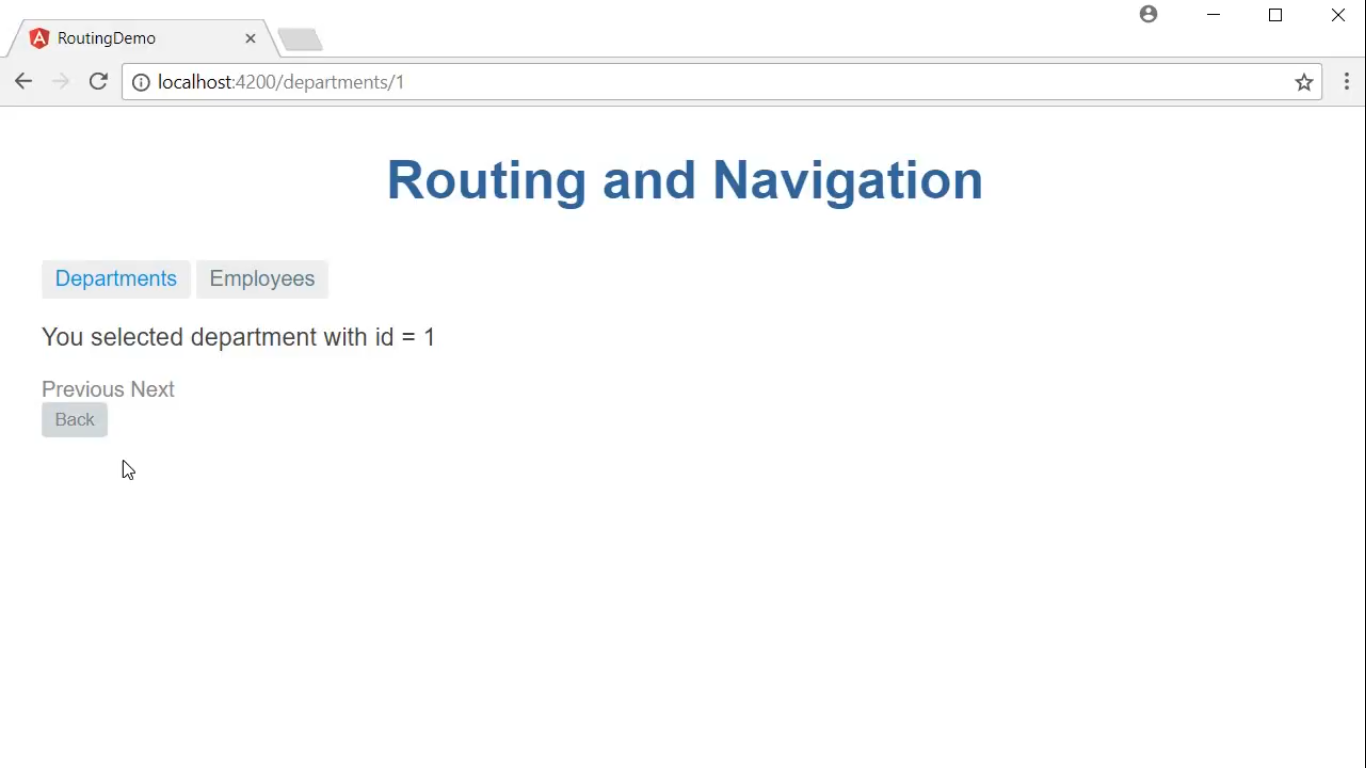 RoutingDemo
localhost:4200/departments/1
Routing and Navigation
Departments Employees
You selected department with id = 1
Previous Next
Back